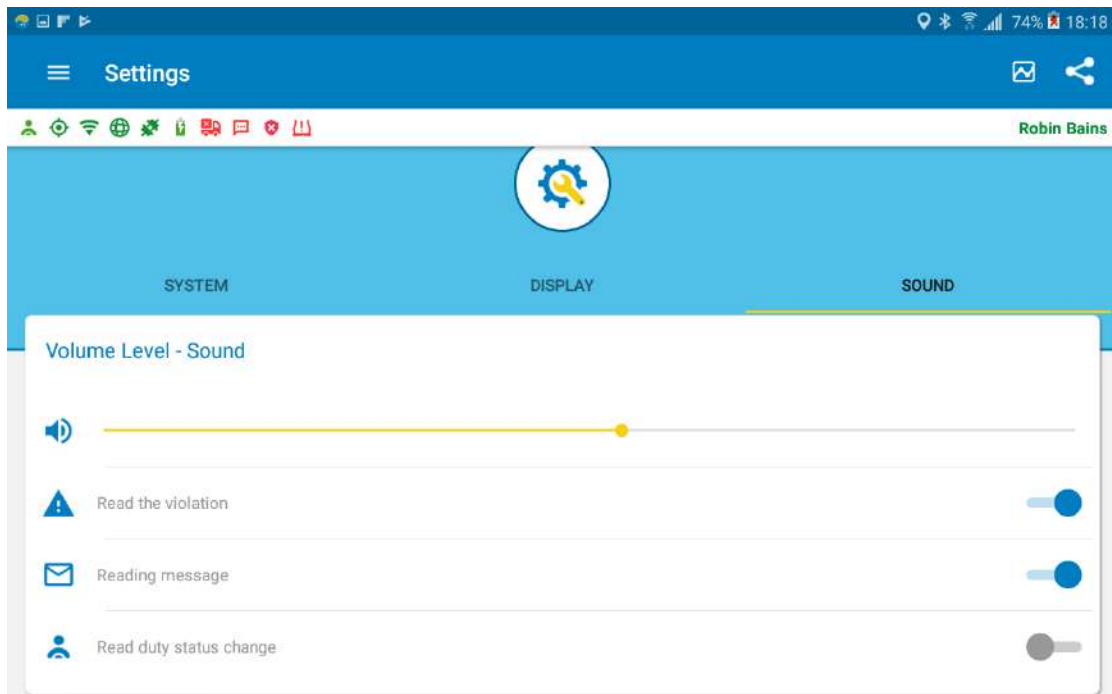 74% 18:18
Settings
Robin Bains
SYSTEM DISPLAY SOUND
Volume Level - Sound
Read the violation
Reading message
Read duty status change